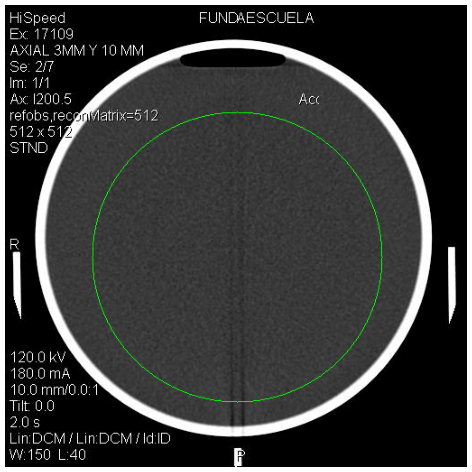 HiSpeed
FUNDAESCUELA
Ex: 17109
AXIAL 3MM Y 10 MM
Se: 2/7
Im: 1/1
Ax: I200.5
Acc
refobs,reconMatrix=512
512 x 512
STND
R
120.0 kV
180.0 mA
10.0 mm/0.0:1
Tilt: 0.0
2.0 s
Lin:DCM / Lin:DCM / Id:ID
W:150 L:40